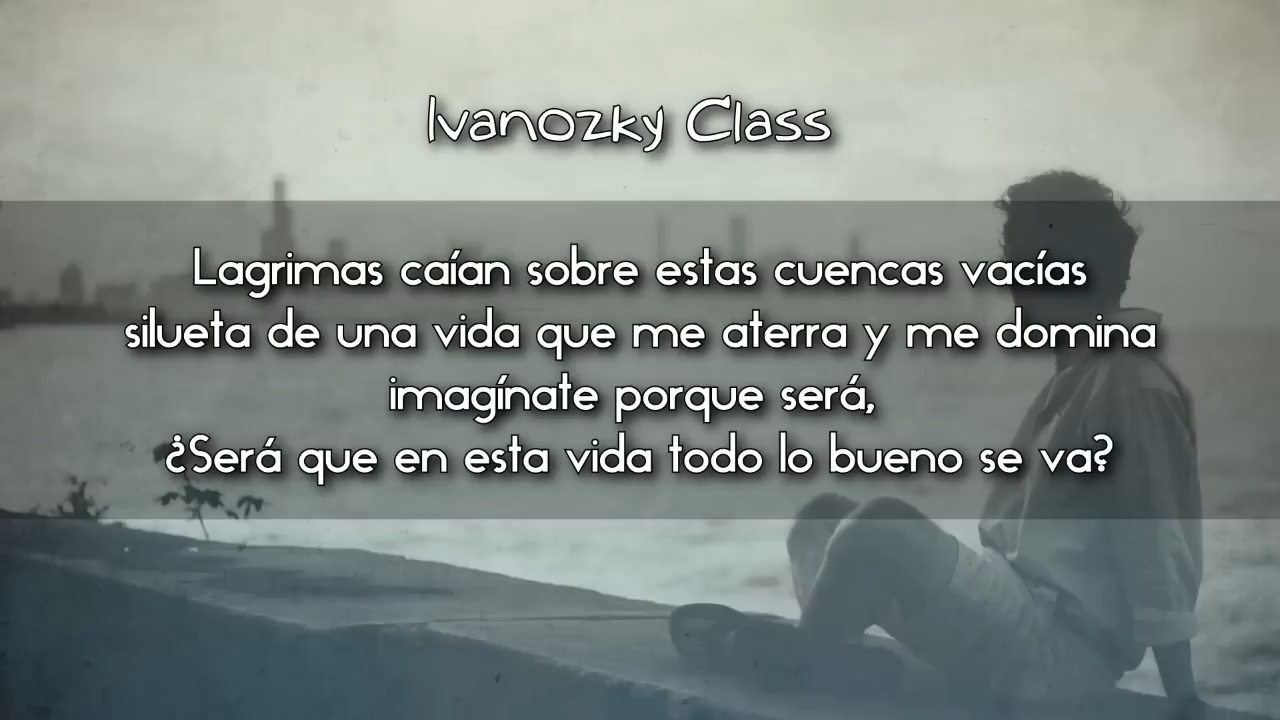 Ivanozky Class
Lagrimas caían sobre estas cuencas vacías
silueta de una vida que me aterra y me domina
imagínate porque será,
¿Será que en esta vida todo lo bueno se va?